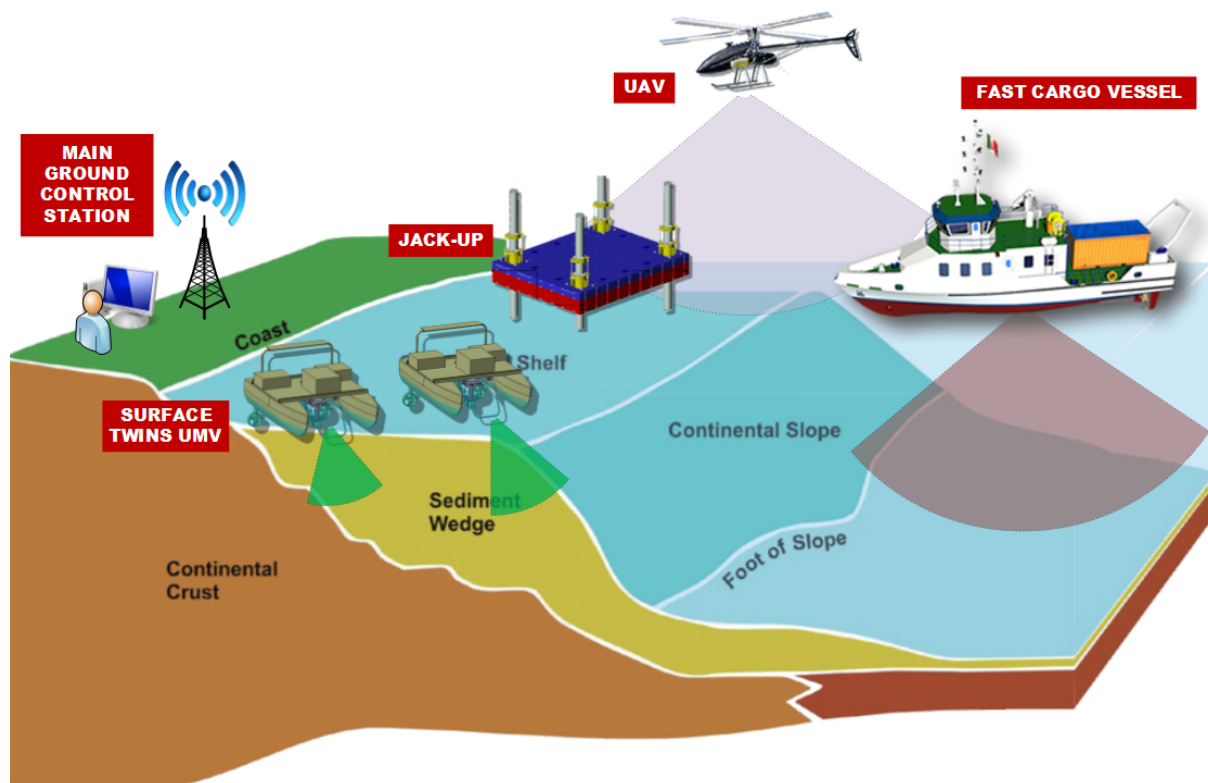 UAV
FAST CARGO VESSEL
MAIN
GROUND
CONTROL
STATION
JACK-UP
Coast
Shelf
SURFACE
TWINS UMV
Continental Slope
Sediment
Wedge
Foot of Slope
Continental
Crust